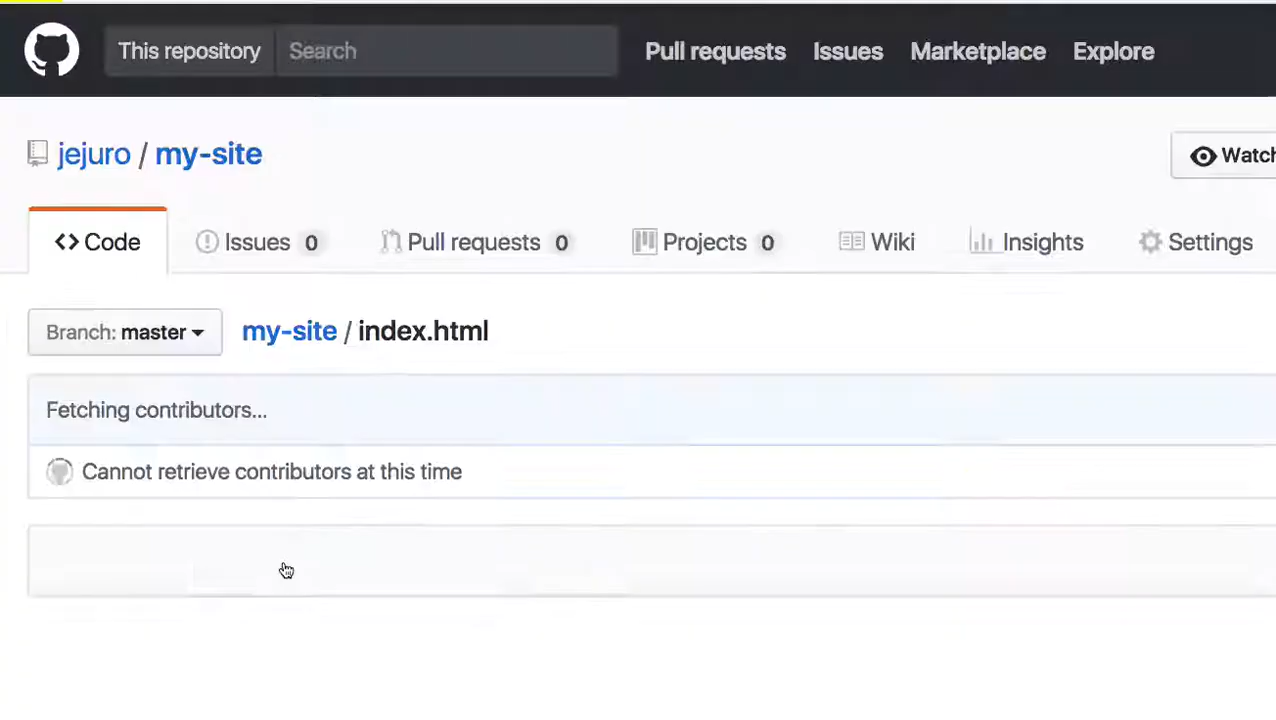 This repository Search Pull requests Issues Marketplace Explore
jejuro / my-site
Watch
Code Issues 0 Pull requests 0 Projects 0 Wiki Insights Settings
Branch: master my-site / index.html
Fetching contributors...
Cannot retrieve contributors at this time